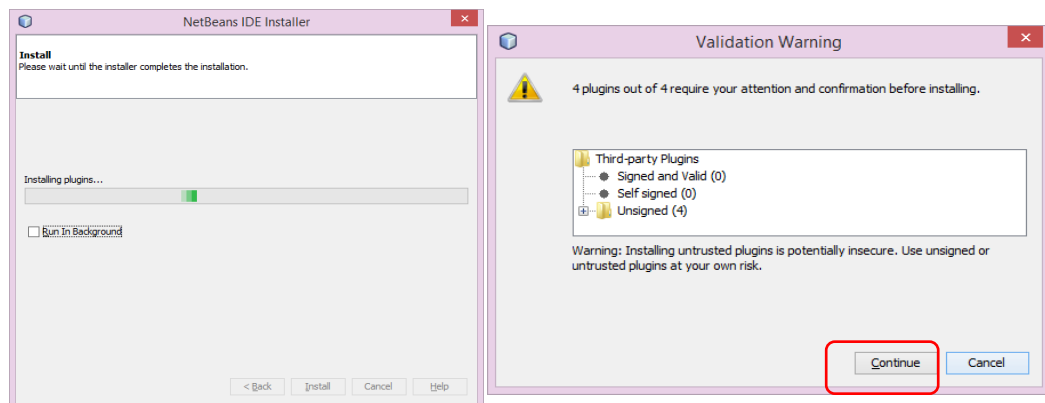 NetBeans IDE Installer
Install
Please wait until the installer completes the installation.
Installing plugins...
Run In Background
< Back Install Cancel Help
Validation Warning
4 plugins out of 4 require your attention and confirmation before installing.
Third-party Plugins
Signed and Valid (0)
Self signed (0)
Unsigned (4)
Warning: Installing untrusted plugins is potentially insecure. Use unsigned or
untrusted plugins at your own risk.
Continue Cancel